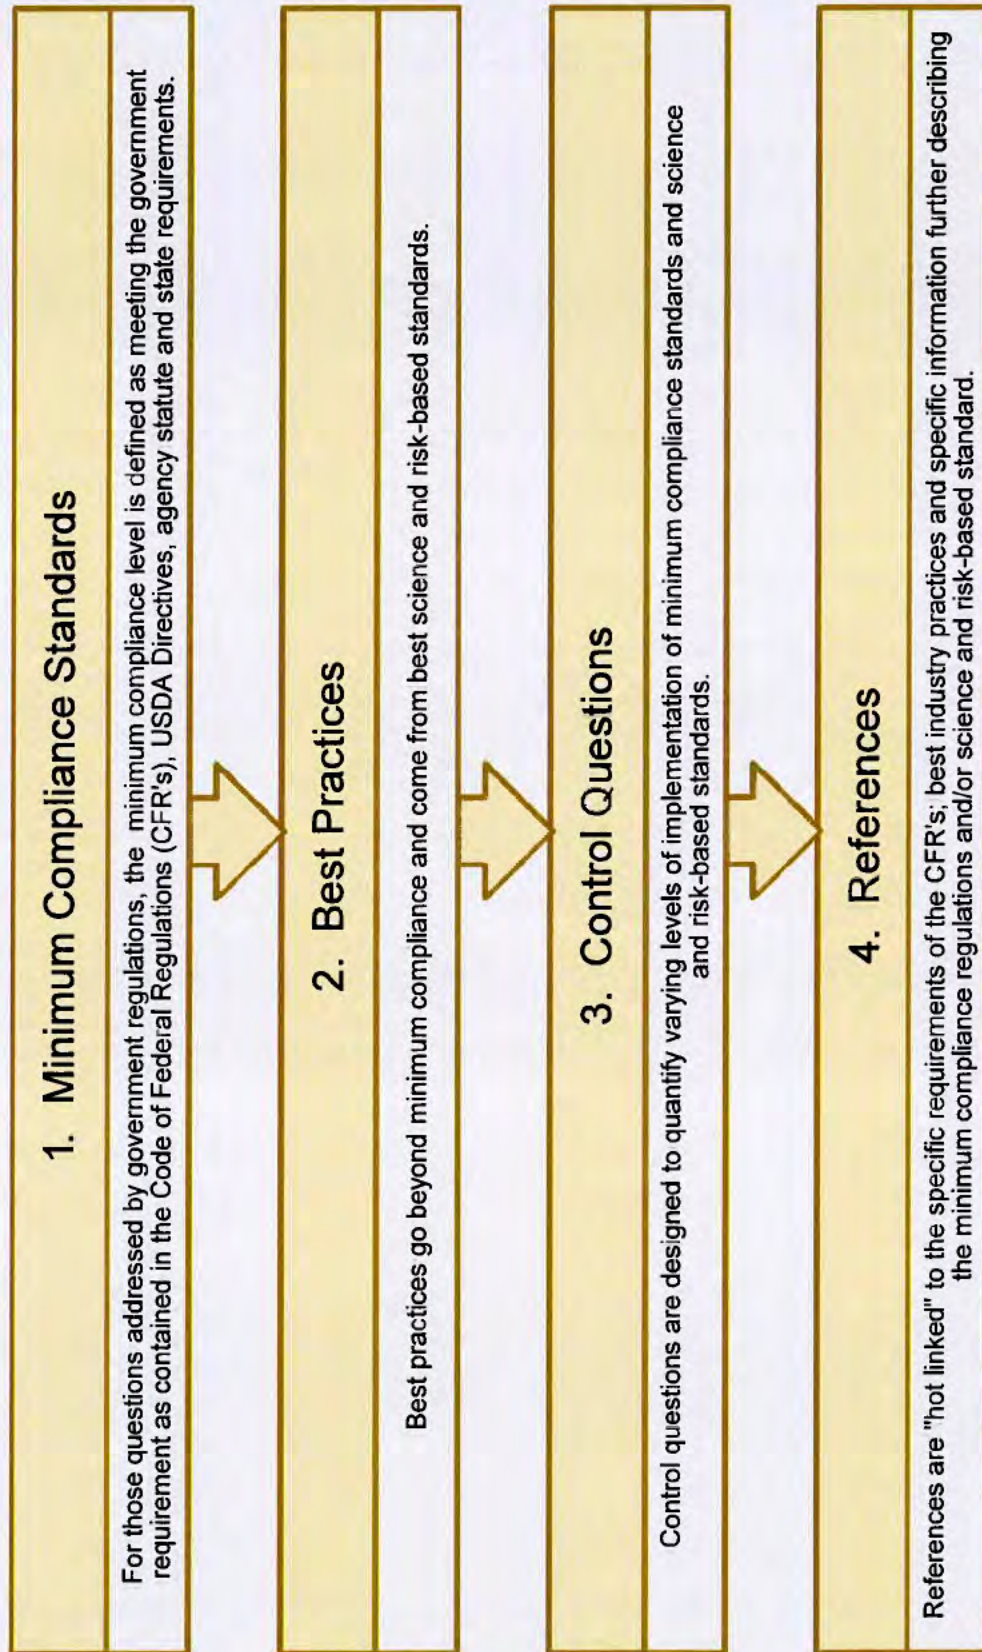 1. Minimum Compliance Standards
For those questions addressed by government regulations, the minimum compliance level is defined as meeting the government
requirement as contained in the Code of Federal Regulations (CFR's), USDA Directives, agency statute and state requirements.
2. Best Practices
Best practices go beyond minimum compliance and come from best science and risk-based standards.
3. Control Questions
Control questions are designed to quantify varying levels of implementation of minimum compliance standards and science
and risk-based standards.
4. References
References are "hot linked" to the specific requirements of the CFR's; best industry practices and specific information further describing
the minimum compliance regulations and/or science and risk-based standard.